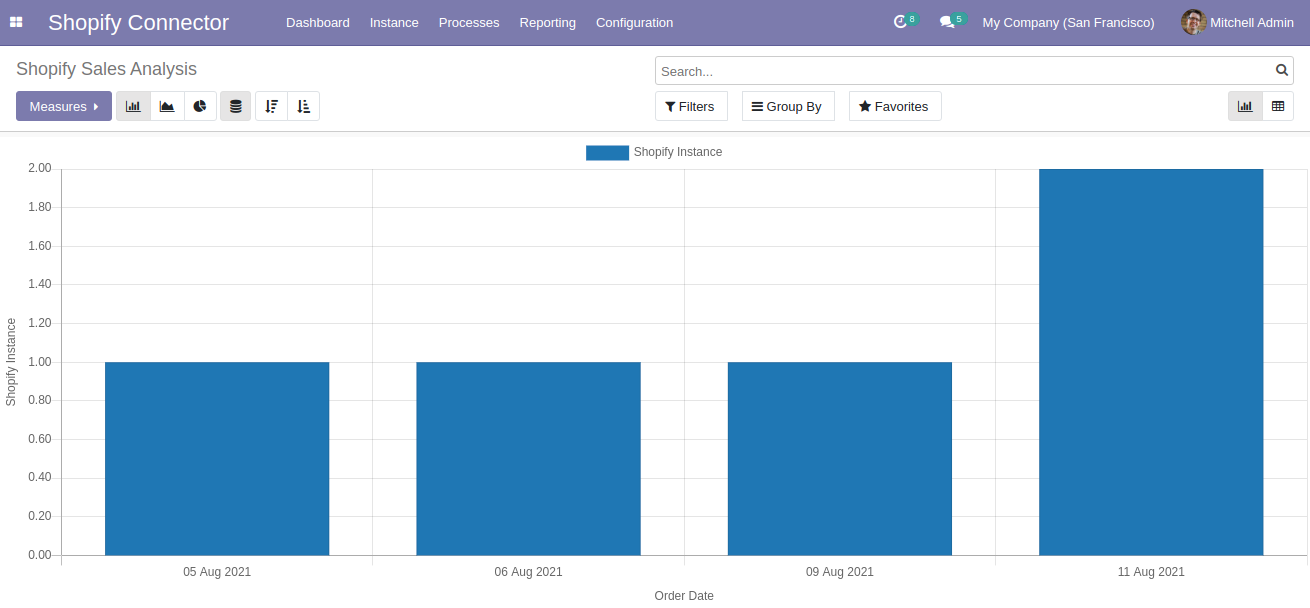 Shopify Connector Dashboard Instance Processes Reporting Configuration 8 5 My Company (San Francisco) Mitchell Admin
Shopify Sales Analysis
Search...
Measures
Filters Group By Favorites
Shopify Instance
2.00
1.80
1.60
1.40
1.20
1.00
0.80
0.60
0.40
0.20
0.00
Shopify Instance
05 Aug 2021 06 Aug 2021 09 Aug 2021 11 Aug 2021
Order Date